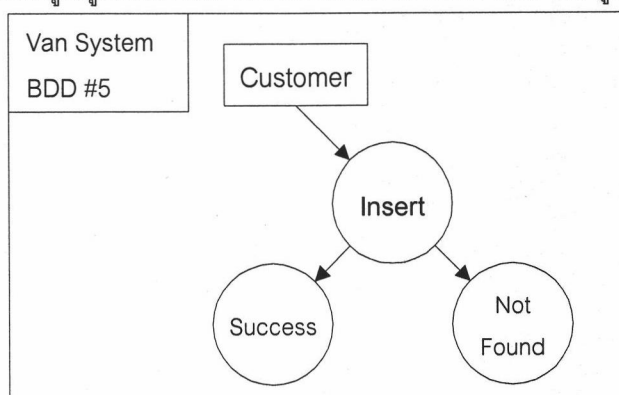 Van System
BDD #5
Customer
Insert
Success
Not
Found